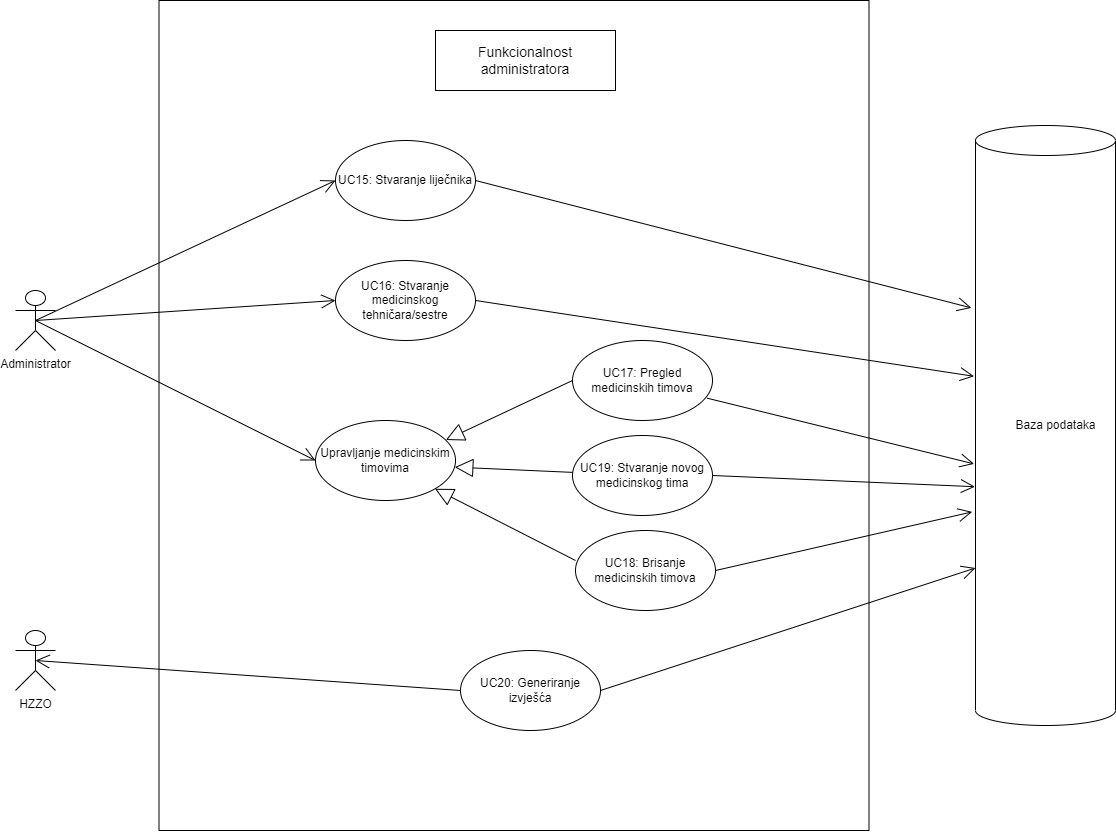 Funkcionalnost
administratora
UC15: Stvaranje liječnika
UC16: Stvaranje
medicinskog
tehničara/sestre
Administrator
UC17: Pregled
medicinskih timova
Baza podataka
Upravljanje medicinskim
timovima
UC19: Stvaranje novog
medicinskog tima
UC18: Brisanje
medicinskih timova
UC20: Generiranje
izvješća
HZZO